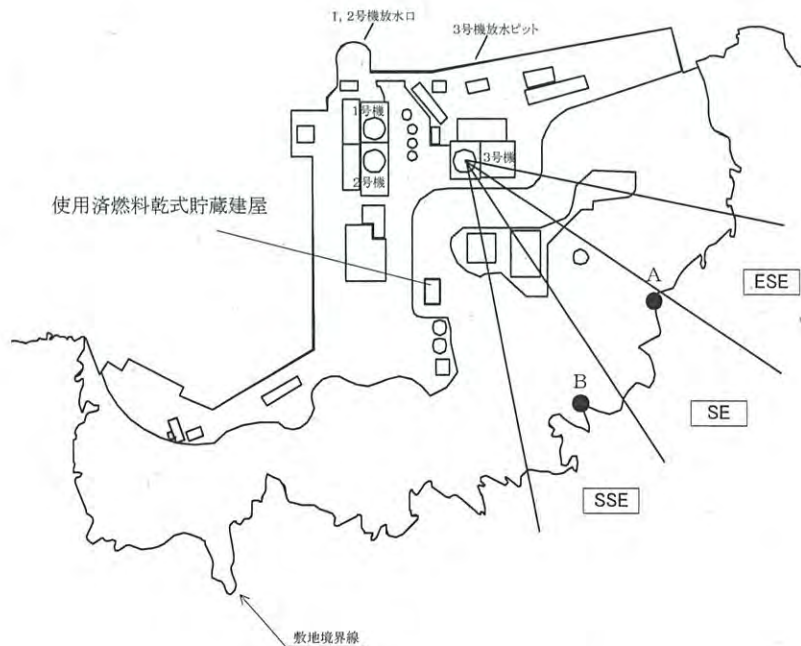 1, 2号機放水口
3号機放水ピット
1号機
2号機
3号機
使用済燃料乾式貯蔵建屋
A
ESE
B
SE
SSE
敷地境界線